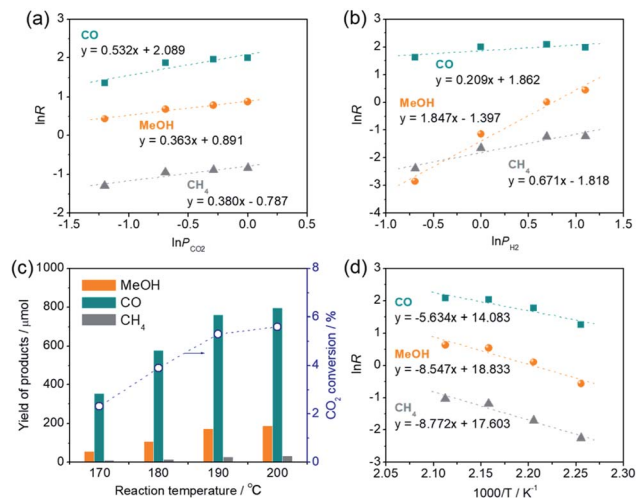 (a)
CO
y = 0.532x + 2.089
MeOH
y = 0.363x + 0.891
CH4
y = 0.380x - 0.787
lnR
3
2
1
0
-1
-2
-1.5
-1.0
-0.5
0.0
0.5
lnPCO2
(b)
CO
y = 0.209x + 1.862
MeOH
y = 1.847x - 1.397
CH4
y = 0.671x - 1.818
lnR
3
2
1
0
-1
-2
-3
-4
-1.0
-0.5
0.0
0.5
1.0
1.5
lnPH2
(c)
MeOH
CO
CH4
Yield of products / μmol
1000
800
600
400
200
0
CO2 conversion / %
8
6
4
2
0
170
180
190
200
Reaction temperature / °C
(d)
CO
y = -5.634x + 14.083
MeOH
y = -8.547x + 18.833
CH4
y = -8.772x + 17.603
lnR
3
2
1
0
-1
-2
-3
2.05
2.10
2.15
2.20
2.25
2.30
1000/T / K-1